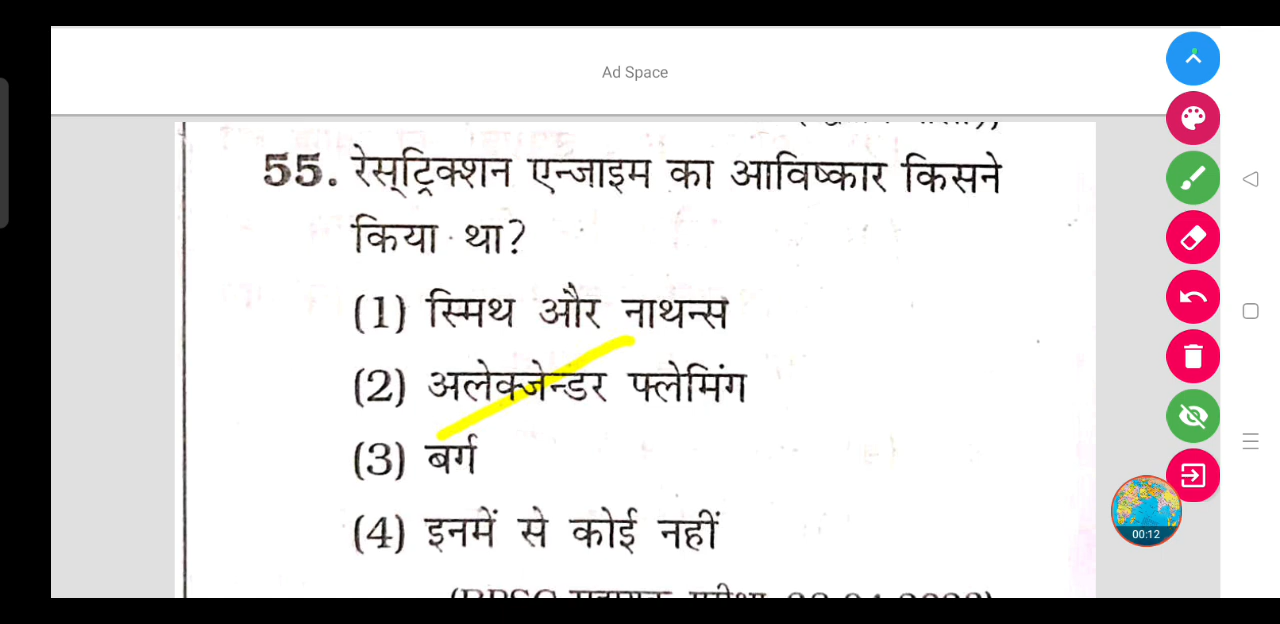 Ad Space
55. रेस्ट्रिक्शन एन्जाइम का आविष्कार किसने
किया था?
(1) स्मिथ और नाथन्स
(2) अलेक्जेन्डर फ्लेमिंग
(3) बर्ग
(4) इनमें से कोई नहीं
00:12